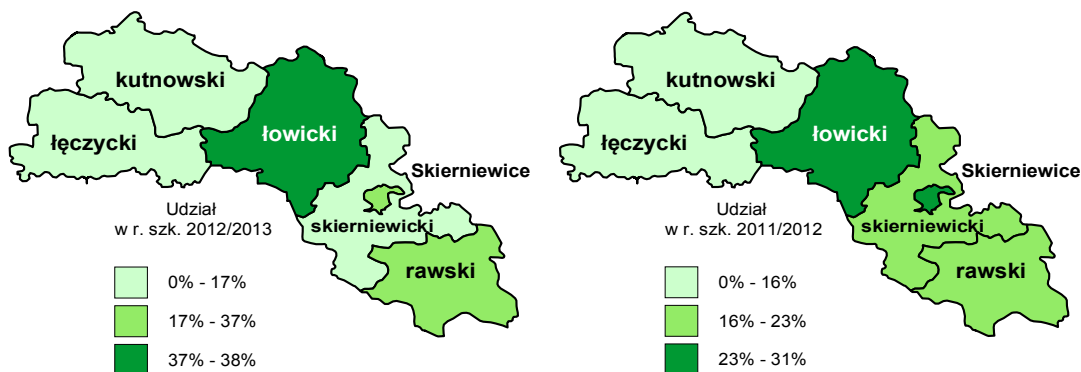 kutnowski
łęczycki
łowicki
Skierniewice
Udział
w r. szk. 2012/2013
skierniewicki
rawski
0% - 17%
17% - 37%
37% - 38%
kutnowski
łęczycki
łowicki
Skierniewice
Udział
w r. szk. 2011/2012
skierniewicki
rawski
0% - 16%
16% - 23%
23% - 31%